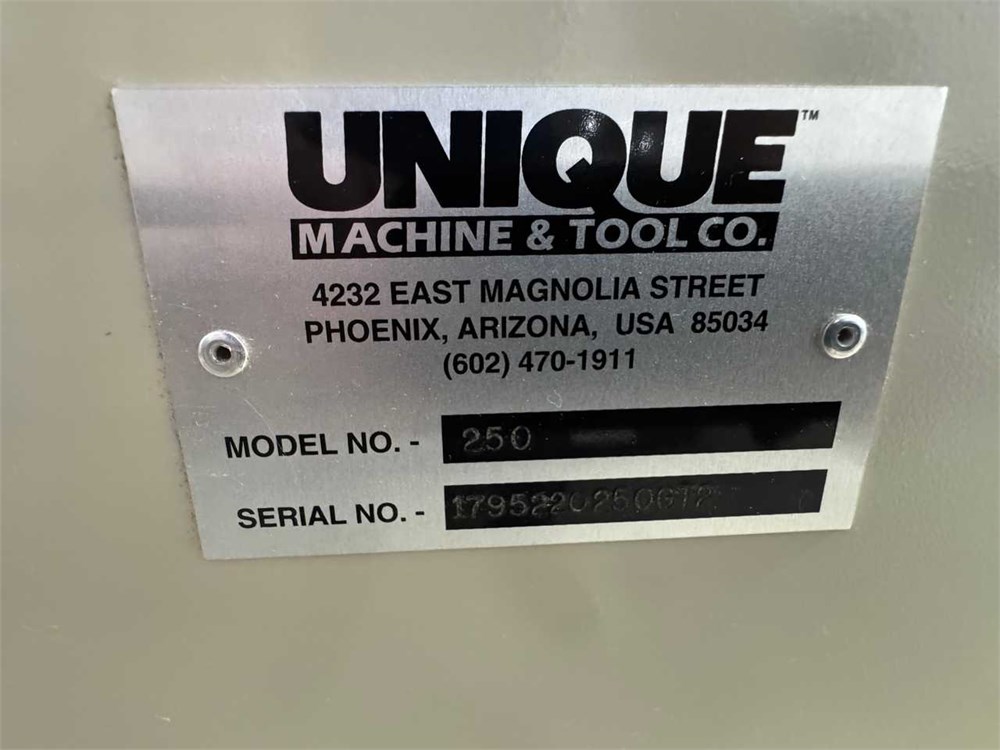 UNIQUE™
MACHINE & TOOL CO.
4232 EAST MAGNOLIA STREET
PHOENIX, ARIZONA, USA 85034
(602) 470-1911
MODEL NO. - 250
SERIAL NO. - 1795220250GT2